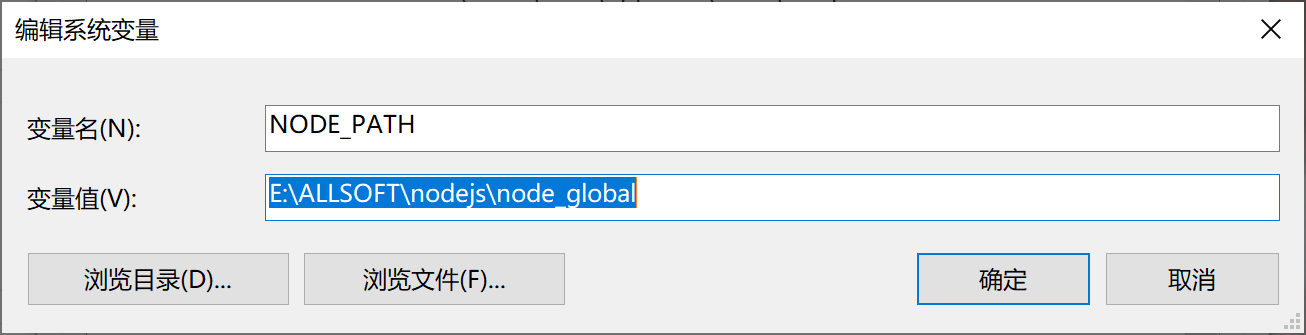 编辑系统变量
变量名(N):
NODE_PATH
变量值(V):
E:\ALLSOFT\nodejs\node_global
浏览目录(D)...
浏览文件(F)...
确定
取消